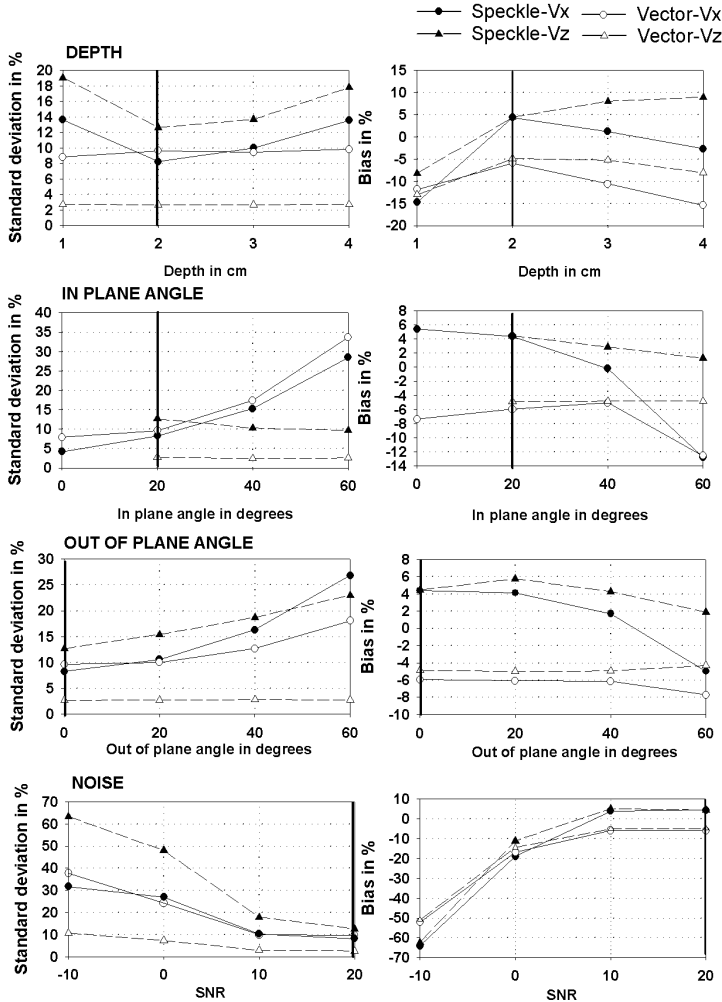 Speckle-Vx Vector-Vx
Speckle-Vz Vector-Vz
DEPTH
Standard deviation in %
20
18
16
14
12
10
8
6
4
2
0
1 2 3 4
Depth in cm
Bias in %
15
10
5
0
-5
-10
-15
-20
1 2 3 4
Depth in cm
IN PLANE ANGLE
Standard deviation in %
40
35
30
25
20
15
10
5
0
0 20 40 60
In plane angle in degrees
Bias in %
8
6
4
2
0
-2
-4
-6
-8
-10
-12
-14
0 20 40 60
In plane angle in degrees
OUT OF PLANE ANGLE
Standard deviation in %
30
25
20
15
10
5
0
0 20 40 60
Out of plane angle in degrees
Bias in %
8
6
4
2
0
-2
-4
-6
-8
-10
0 20 40 60
Out of plane angle in degrees
NOISE
Standard deviation in %
70
60
50
40
30
20
10
0
-10 0 10 20
SNR
Bias in %
10
0
-10
-20
-30
-40
-50
-60
-70
-10 0 10 20
SNR